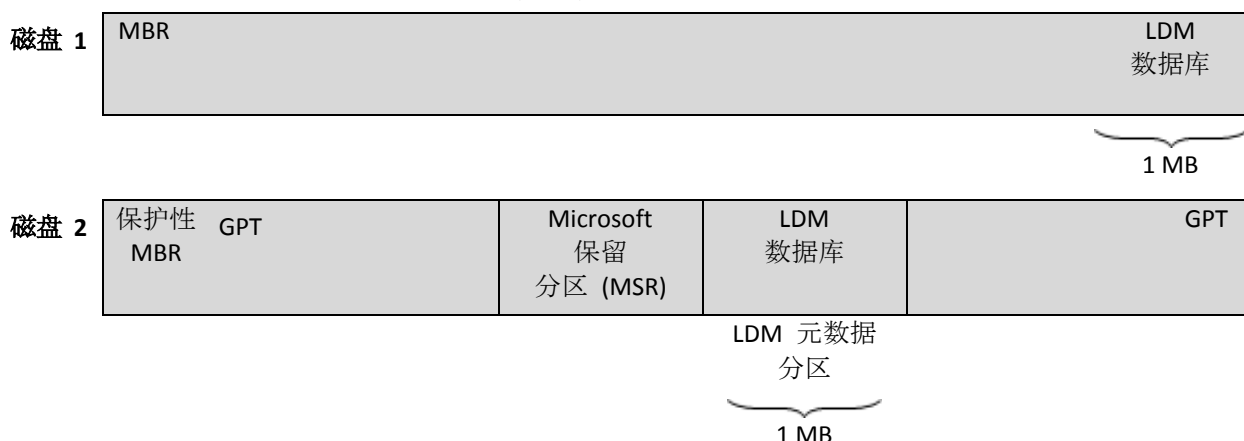 磁盘 1
MBR
LDM
数据库
1 MB
磁盘 2
保护性
MBR
GPT
Microsoft
保留
分区 (MSR)
LDM
数据库
GPT
LDM 元数据
分区
1 MB